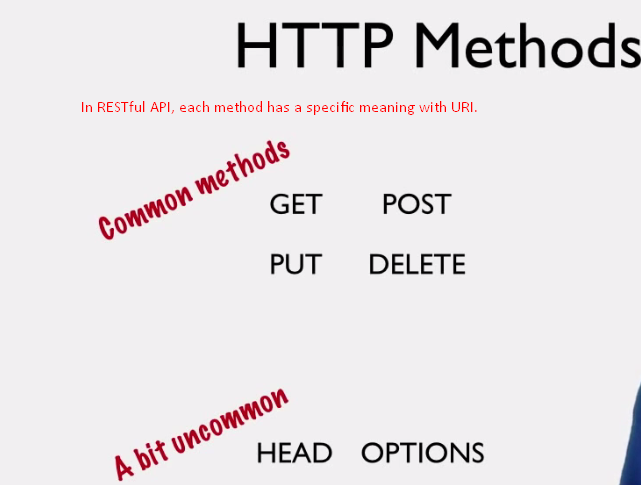 HTTP Methods
In RESTful API, each method has a specific meaning with URI.
Common methods
GET POST
PUT DELETE
A bit uncommon
HEAD OPTIONS